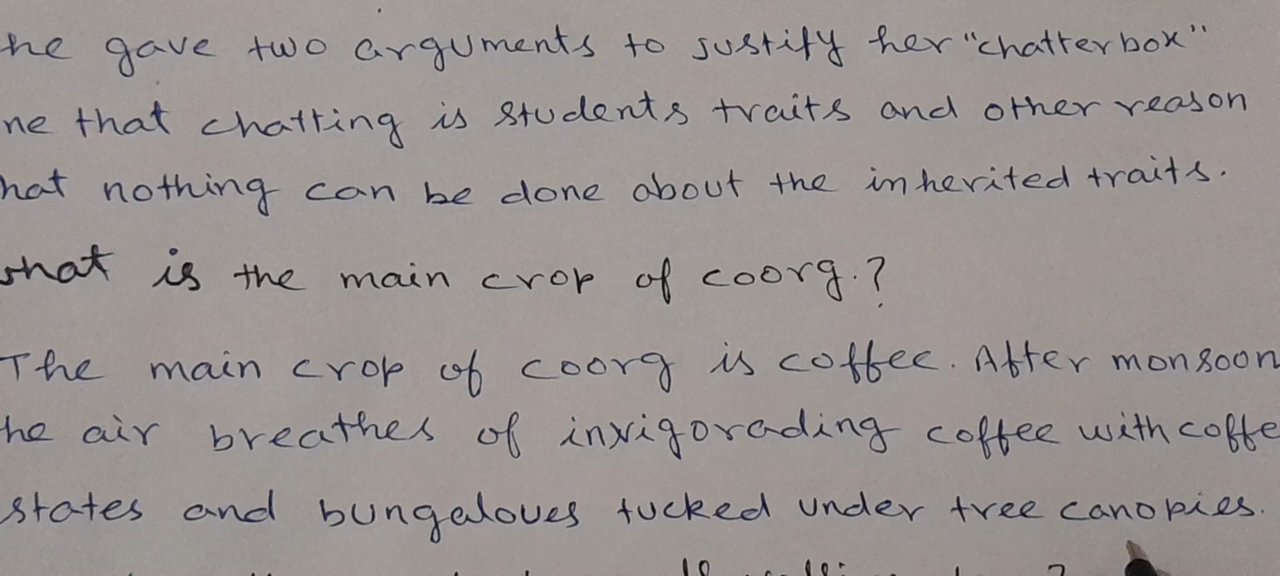 he gave two arguments to justify her "chatterbox"
ne that chatting is students traits and other reason
hat nothing can be done about the inherited traits.
what is the main crop of coorg.?
The main crop of coorg is coffee. After monsoon
he air breathes of invigorading coffee with coffe
states and bungaloves tucked under tree canopies.